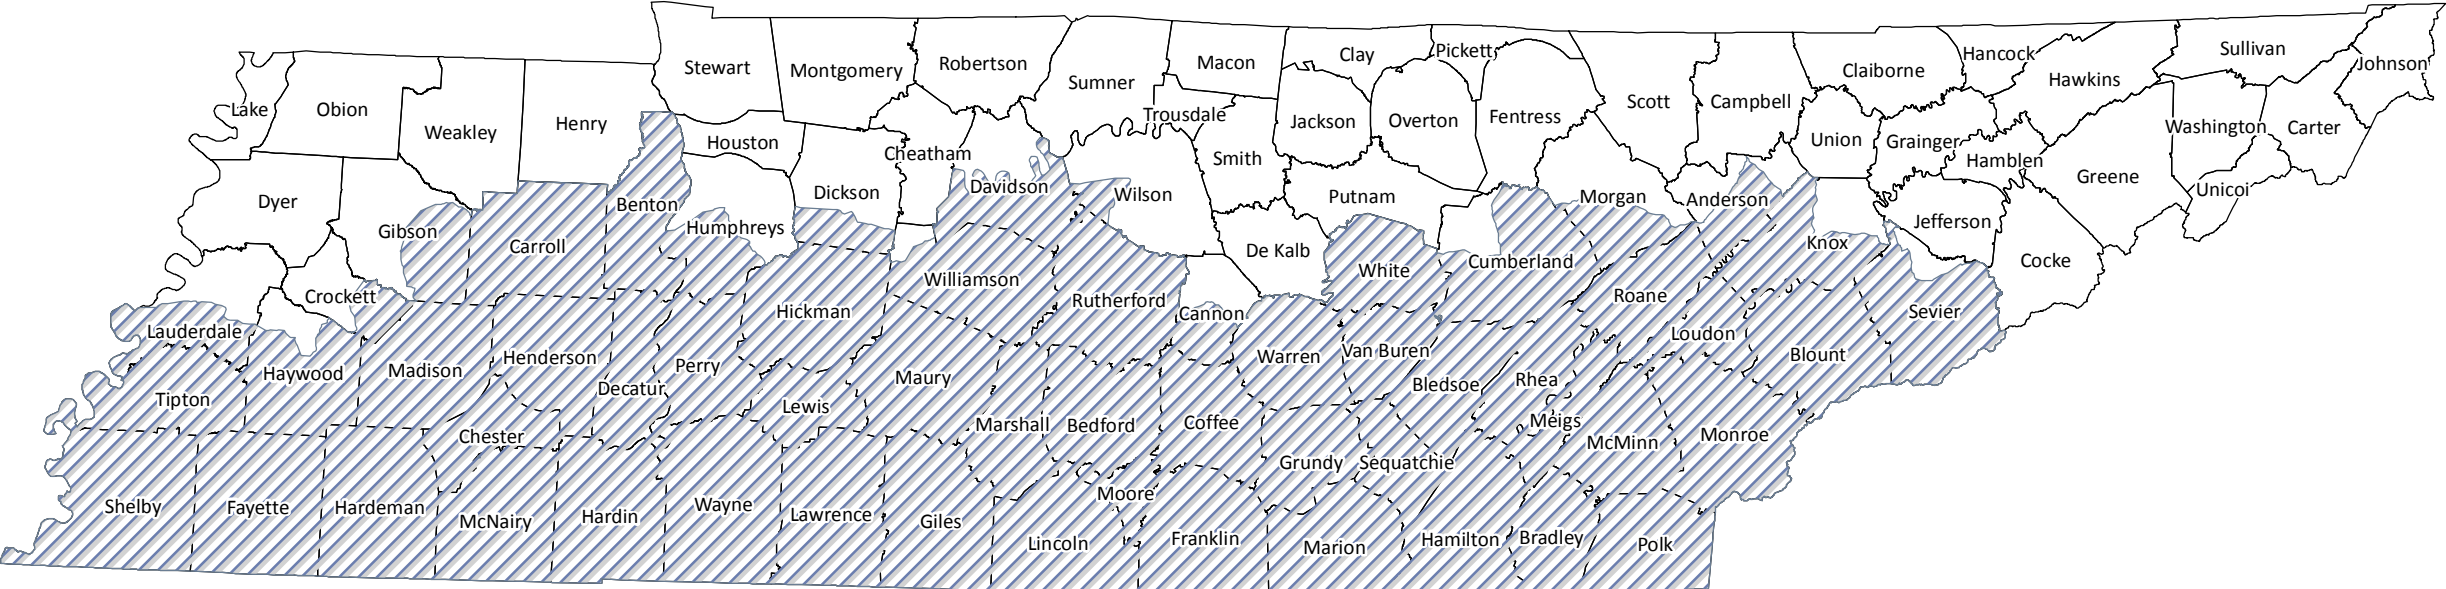 Stewart
Montgomery
Robertson
Sumner
Macon
Clay
Pickett
Hancock
Sullivan
Johnson
Claiborne
Hawkins
Lake
Obion
Weakley
Henry
Trousdale
Jackson
Overton
Fentress
Scott
Campbell
Houston
Cheatham
Smith
Union
Grainger
Hamblen
Washington
Carter
Dyer
Gibson
Carroll
Benton
Humphreys
Dickson
Davidson
Wilson
Putnam
Morgan
Anderson
Greene
Unicoi
De Kalb
White
Cumberland
Knox
Jefferson
Cocke
Crockett
Lauderdale
Hickman
Williamson
Rutherford
Cannon
Roane
Loudon
Sevier
Tipton
Haywood
Madison
Henderson
Decatur
Perry
Lewis
Maury
Warren
Van Buren
Bledsoe
Rhea
Blount
Chester
Marshall
Bedford
Coffee
Grundy
Sequatchie
Meigs
McMinn
Monroe
Shelby
Fayette
Hardeman
McNairy
Hardin
Wayne
Lawrence
Giles
Moore
Lincoln
Franklin
Marion
Hamilton
Bradley
Polk